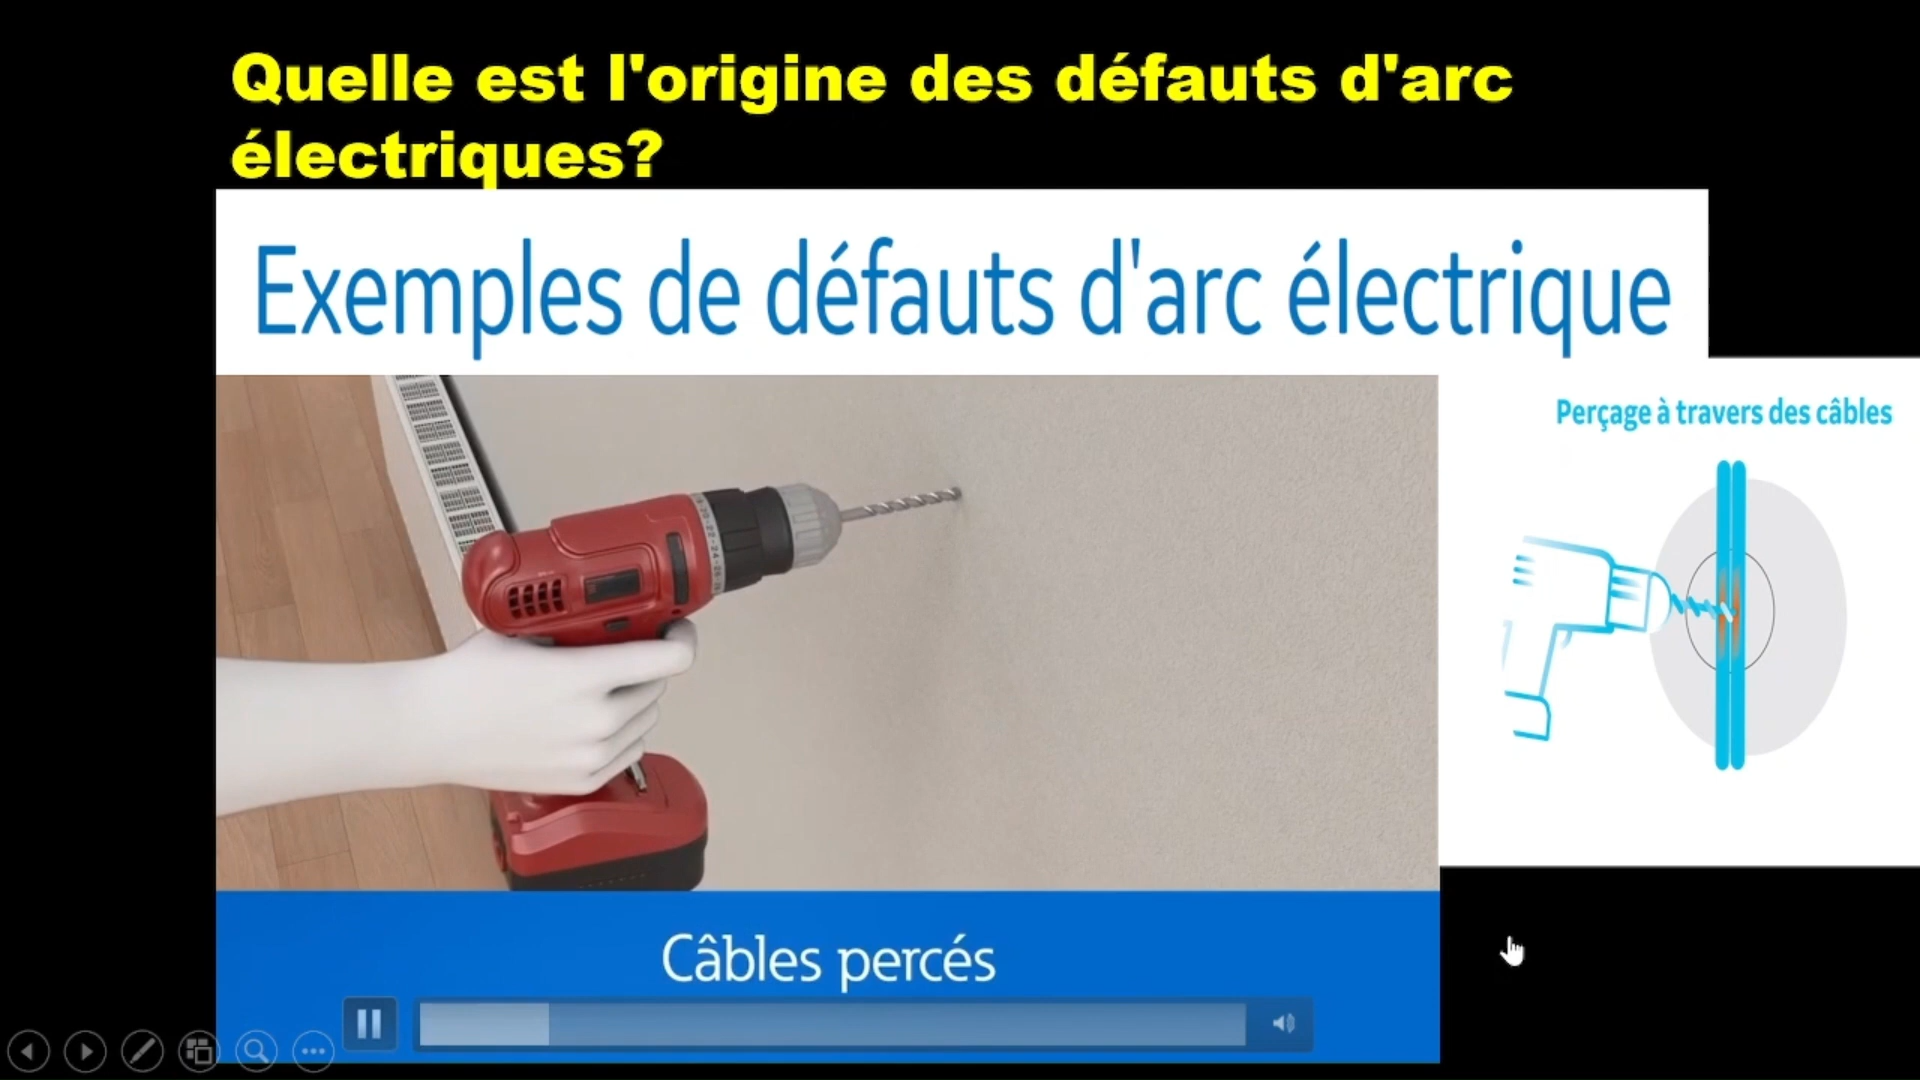 Quelle est l'origine des défauts d'arc
électriques?
Exemples de défauts d'arc électrique
Perçage à travers des câbles
Câbles percés